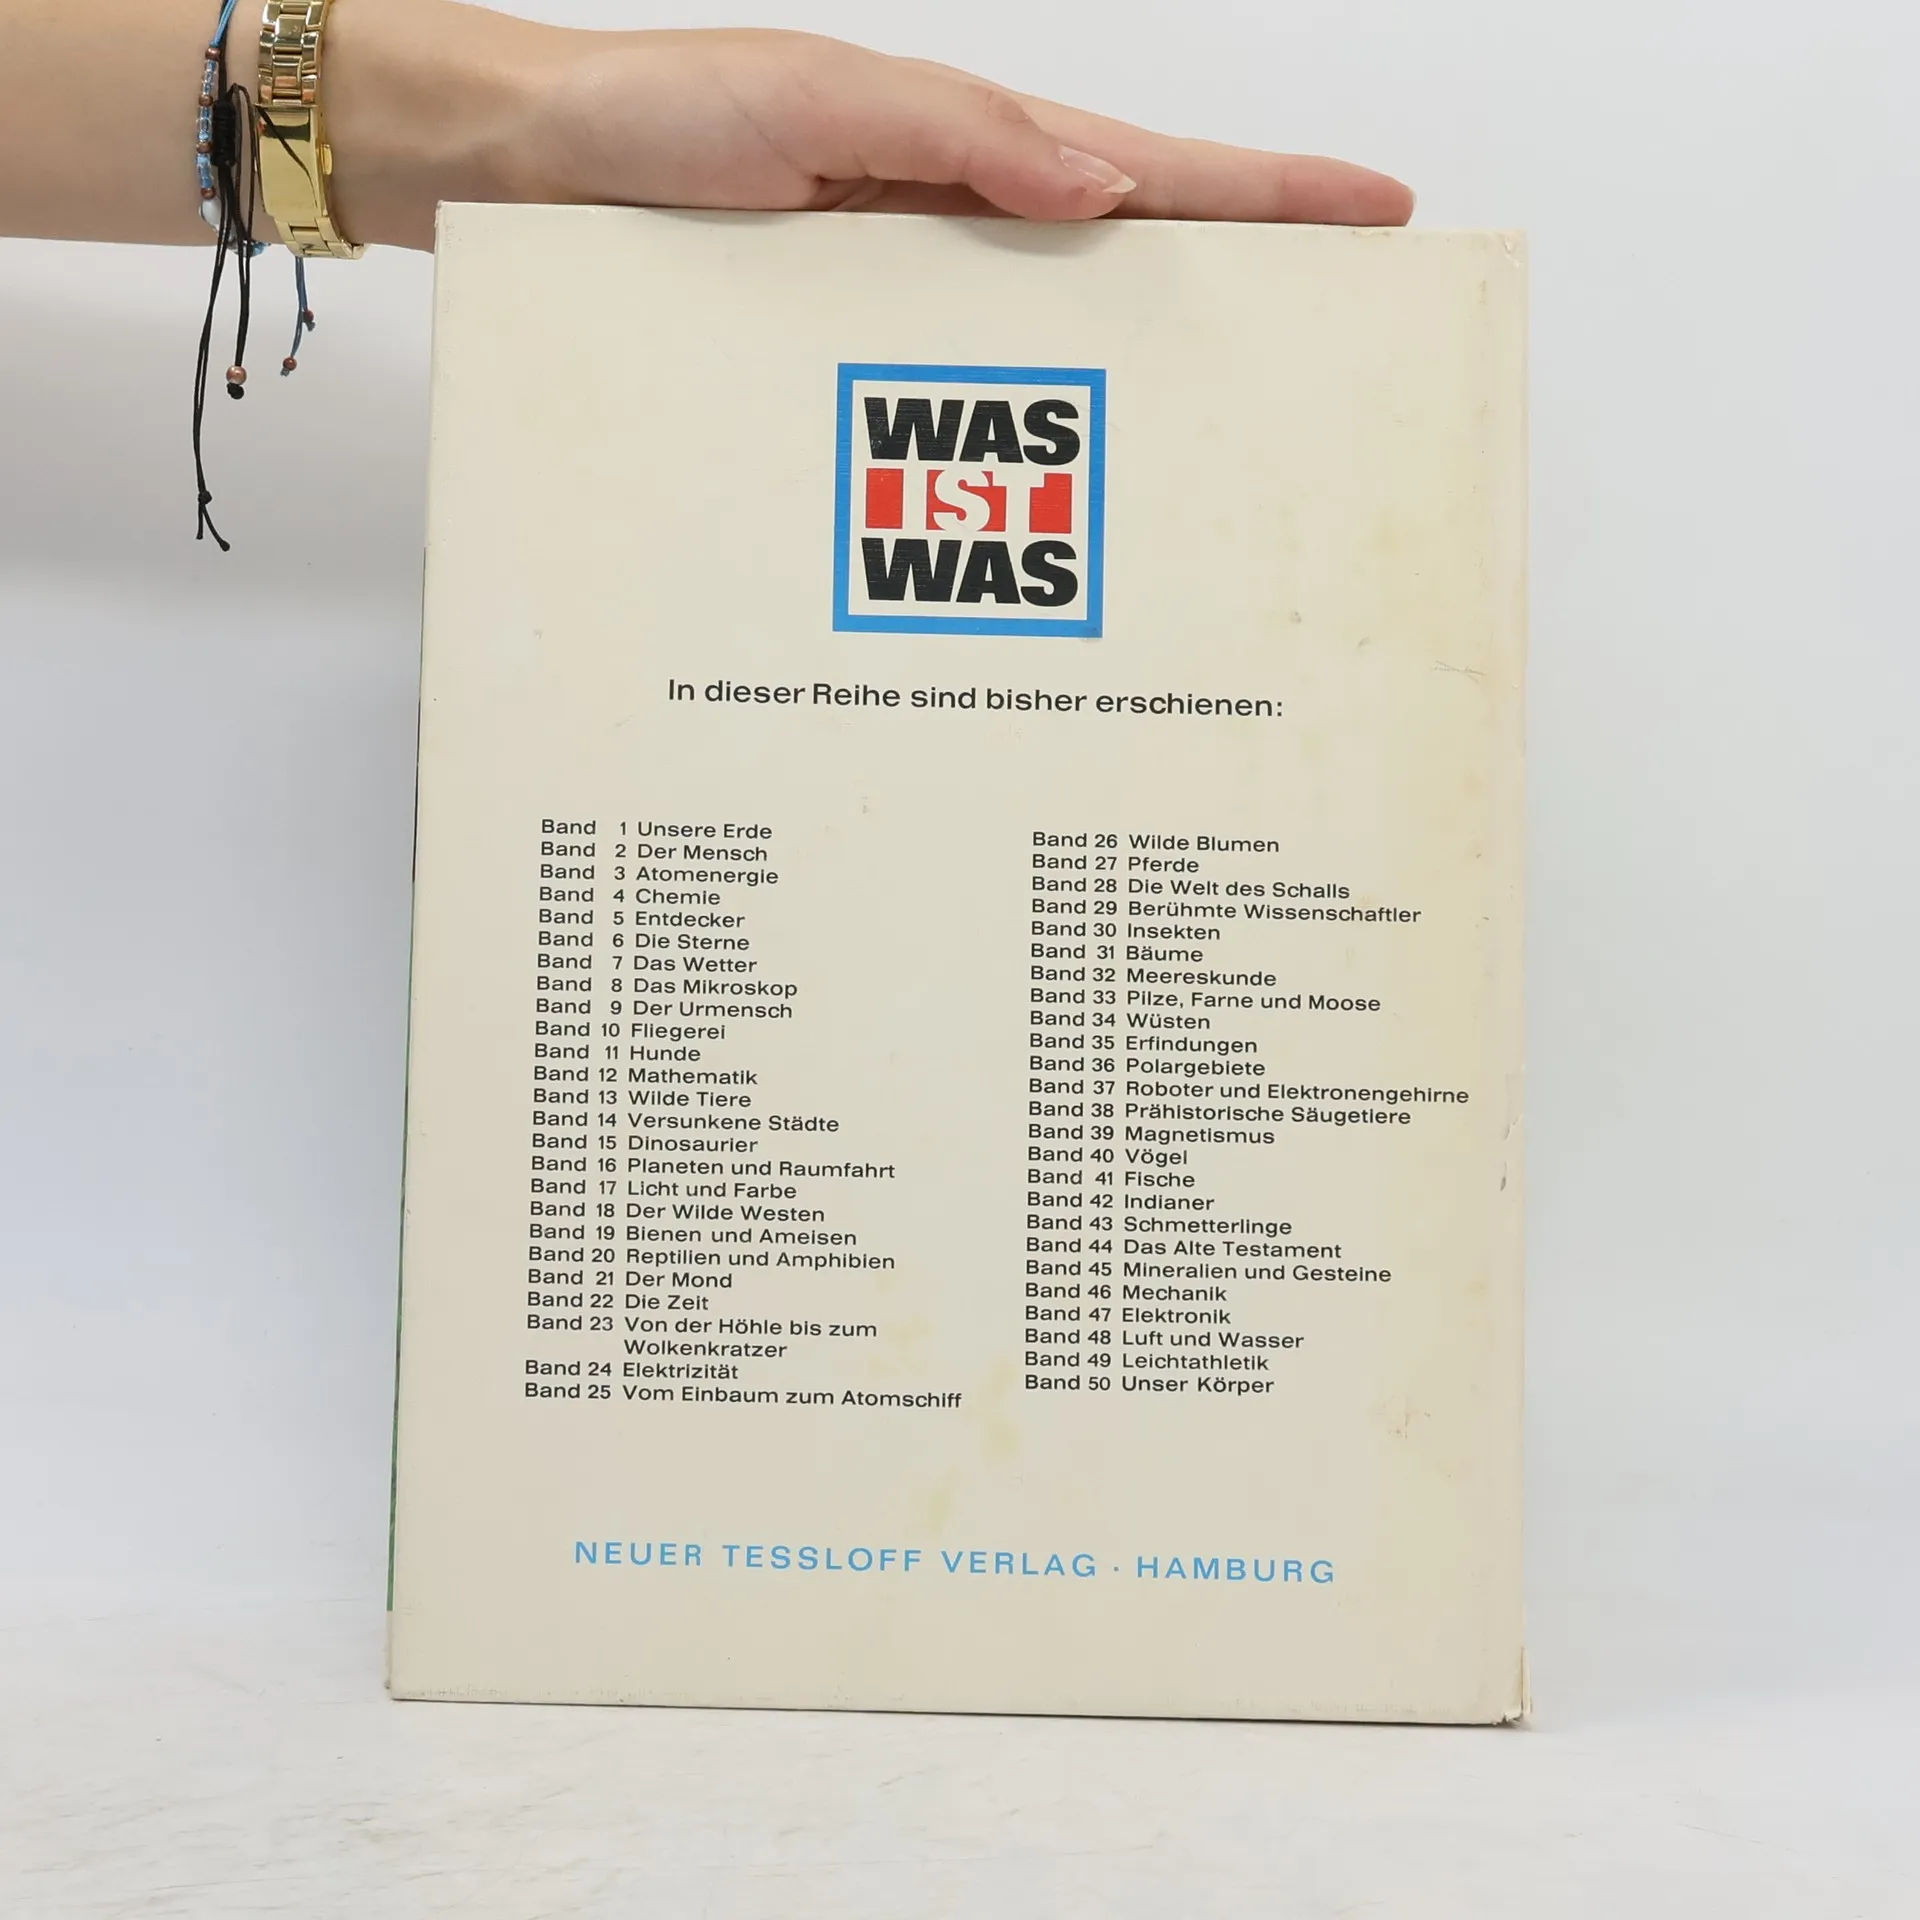 WAS
IST
WAS
In dieser Reihe sind bisher erschienen:
Band 1 Unsere Erde
Band 2 Der Mensch
Band 3 Atomenergie
Band 4 Chemie
Band 5 Entdecker
Band 6 Die Sterne
Band 7 Das Wetter
Band 8 Das Mikroskop
Band 9 Der Urmensch
Band 10 Fliegerei
Band 11 Hunde
Band 12 Mathematik
Band 13 Wilde Tiere
Band 14 Versunkene Städte
Band 15 Dinosaurier
Band 16 Planeten und Raumfahrt
Band 17 Licht und Farbe
Band 18 Der Wilde Westen
Band 19 Bienen und Ameisen
Band 20 Reptilien und Amphibien
Band 21 Der Mond
Band 22 Die Zeit
Band 23 Von der Höhle bis zum
Wolkenkratzer
Band 24 Elektrizität
Band 25 Vom Einbaum zum Atomschiff
Band 26 Wilde Blumen
Band 27 Pferde
Band 28 Die Welt des Schalls
Band 29 Berühmte Wissenschaftler
Band 30 Insekten
Band 31 Bäume
Band 32 Meereskunde
Band 33 Pilze, Farne und Moose
Band 34 Wüsten
Band 35 Erfindungen
Band 36 Polargebiete
Band 37 Roboter und Elektronengehirne
Band 38 Prähistorische Säugetiere
Band 39 Magnetismus
Band 40 Vögel
Band 41 Fische
Band 42 Indianer
Band 43 Schmetterlinge
Band 44 Das Alte Testament
Band 45 Mineralien und Gesteine
Band 46 Mechanik
Band 47 Elektronik
Band 48 Luft und Wasser
Band 49 Leichtathletik
Band 50 Unser Körper
NEUER TESSLOFF VERLAG · HAMBURG